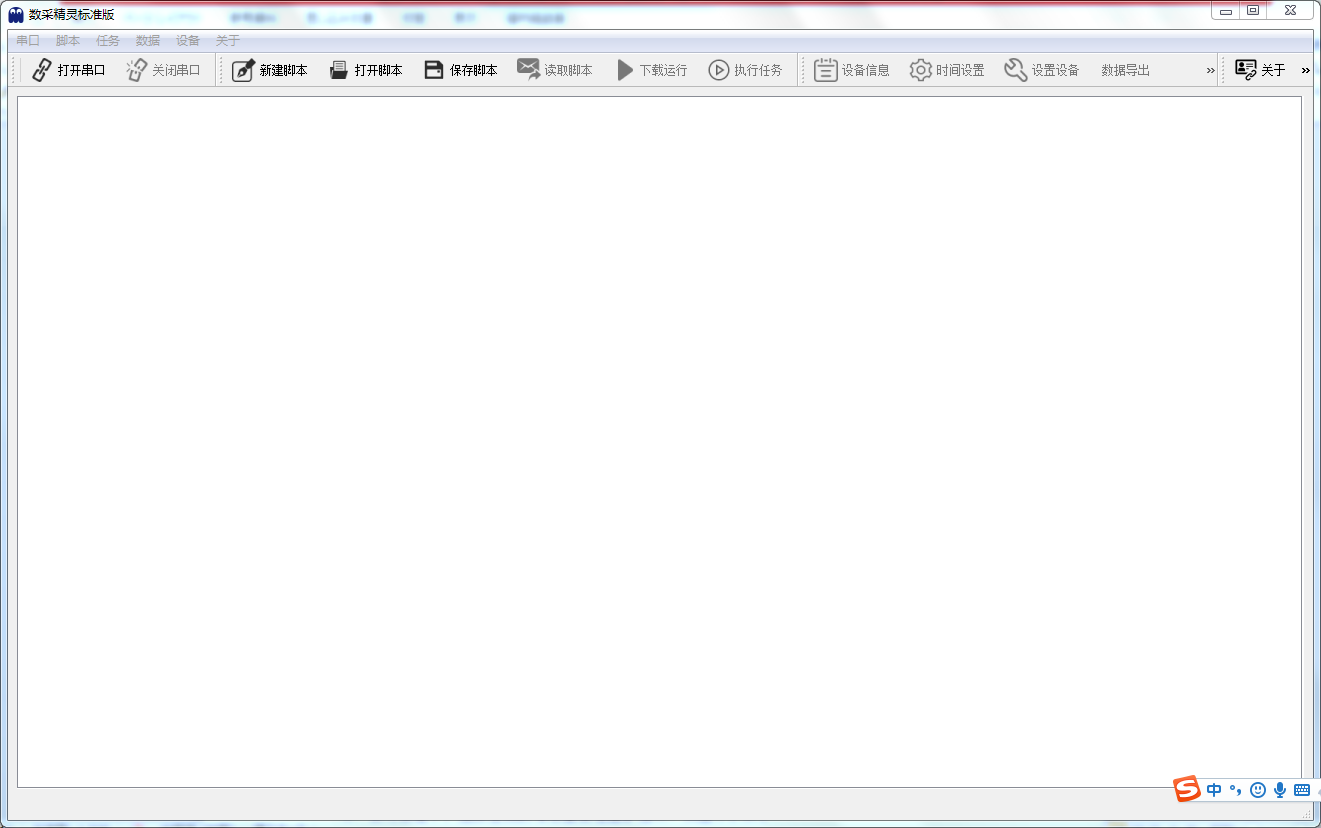 数采精灵标准版
串口 脚本 任务 数据 设备 关于
打开串口 关闭串口 新建脚本 打开脚本 保存脚本 读取脚本 下载运行 执行任务 设备信息 时间设置 设置设备 数据导出 » 关于 »
中